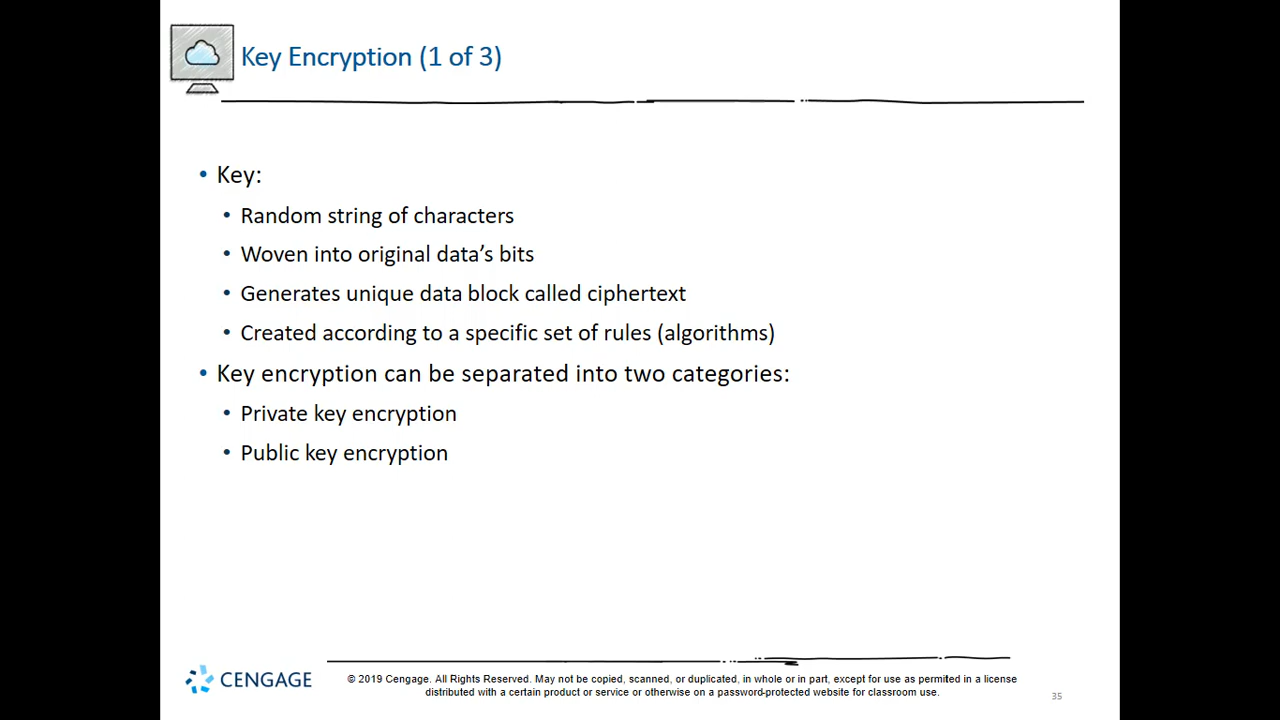 Key Encryption (1 of 3)
• Key:
• Random string of characters
• Woven into original data’s bits
• Generates unique data block called ciphertext
• Created according to a specific set of rules (algorithms)
• Key encryption can be separated into two categories:
• Private key encryption
• Public key encryption
CENGAGE
© 2019 Cengage. All Rights Reserved. May not be copied, scanned, or duplicated, in whole or in part, except for use as permitted in a license
distributed with a certain product or service or otherwise on a password-protected website for classroom use.
35